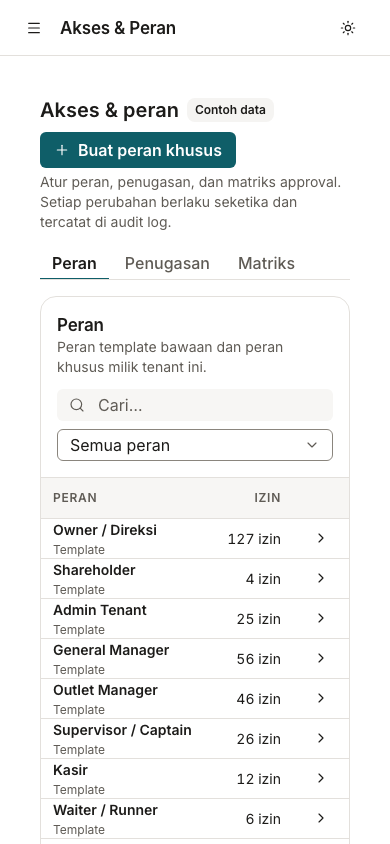 Akses & Peran
Akses & peran
Contoh data
+ Buat peran khusus
Atur peran, penugasan, dan matriks approval.
Setiap perubahan berlaku seketika dan
tercatat di audit log.
Peran Penugasan Matriks
Peran
Peran template bawaan dan peran
khusus milik tenant ini.
Cari...
Semua peran
PERAN IZIN
Owner / Direksi
Template
127 izin
Shareholder
Template
4 izin
Admin Tenant
Template
25 izin
General Manager
Template
56 izin
Outlet Manager
Template
46 izin
Supervisor / Captain
Template
26 izin
Kasir
Template
12 izin
Waiter / Runner
Template
6 izin